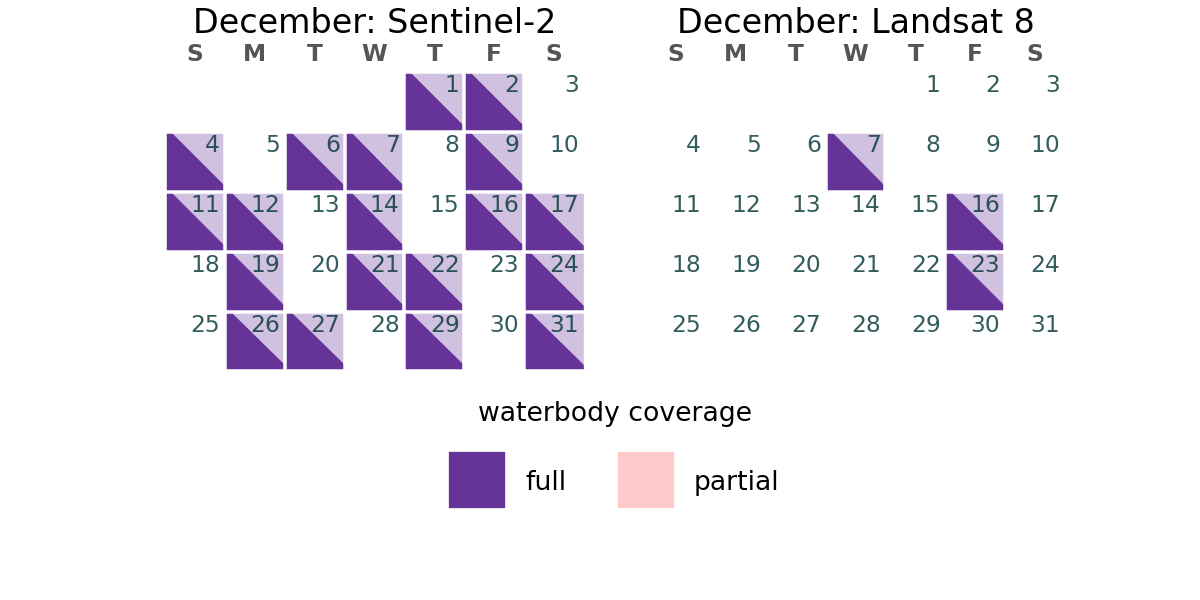 December: Sentinel-2
S M T W T F S
1 2 3
4 5 6 7 8 9 10
11 12 13 14 15 16 17
18 19 20 21 22 23 24
25 26 27 28 29 30 31
December: Landsat 8
S M T W T F S
1 2 3
4 5 6 7 8 9 10
11 12 13 14 15 16 17
18 19 20 21 22 23 24
25 26 27 28 29 30 31
waterbody coverage
full partial